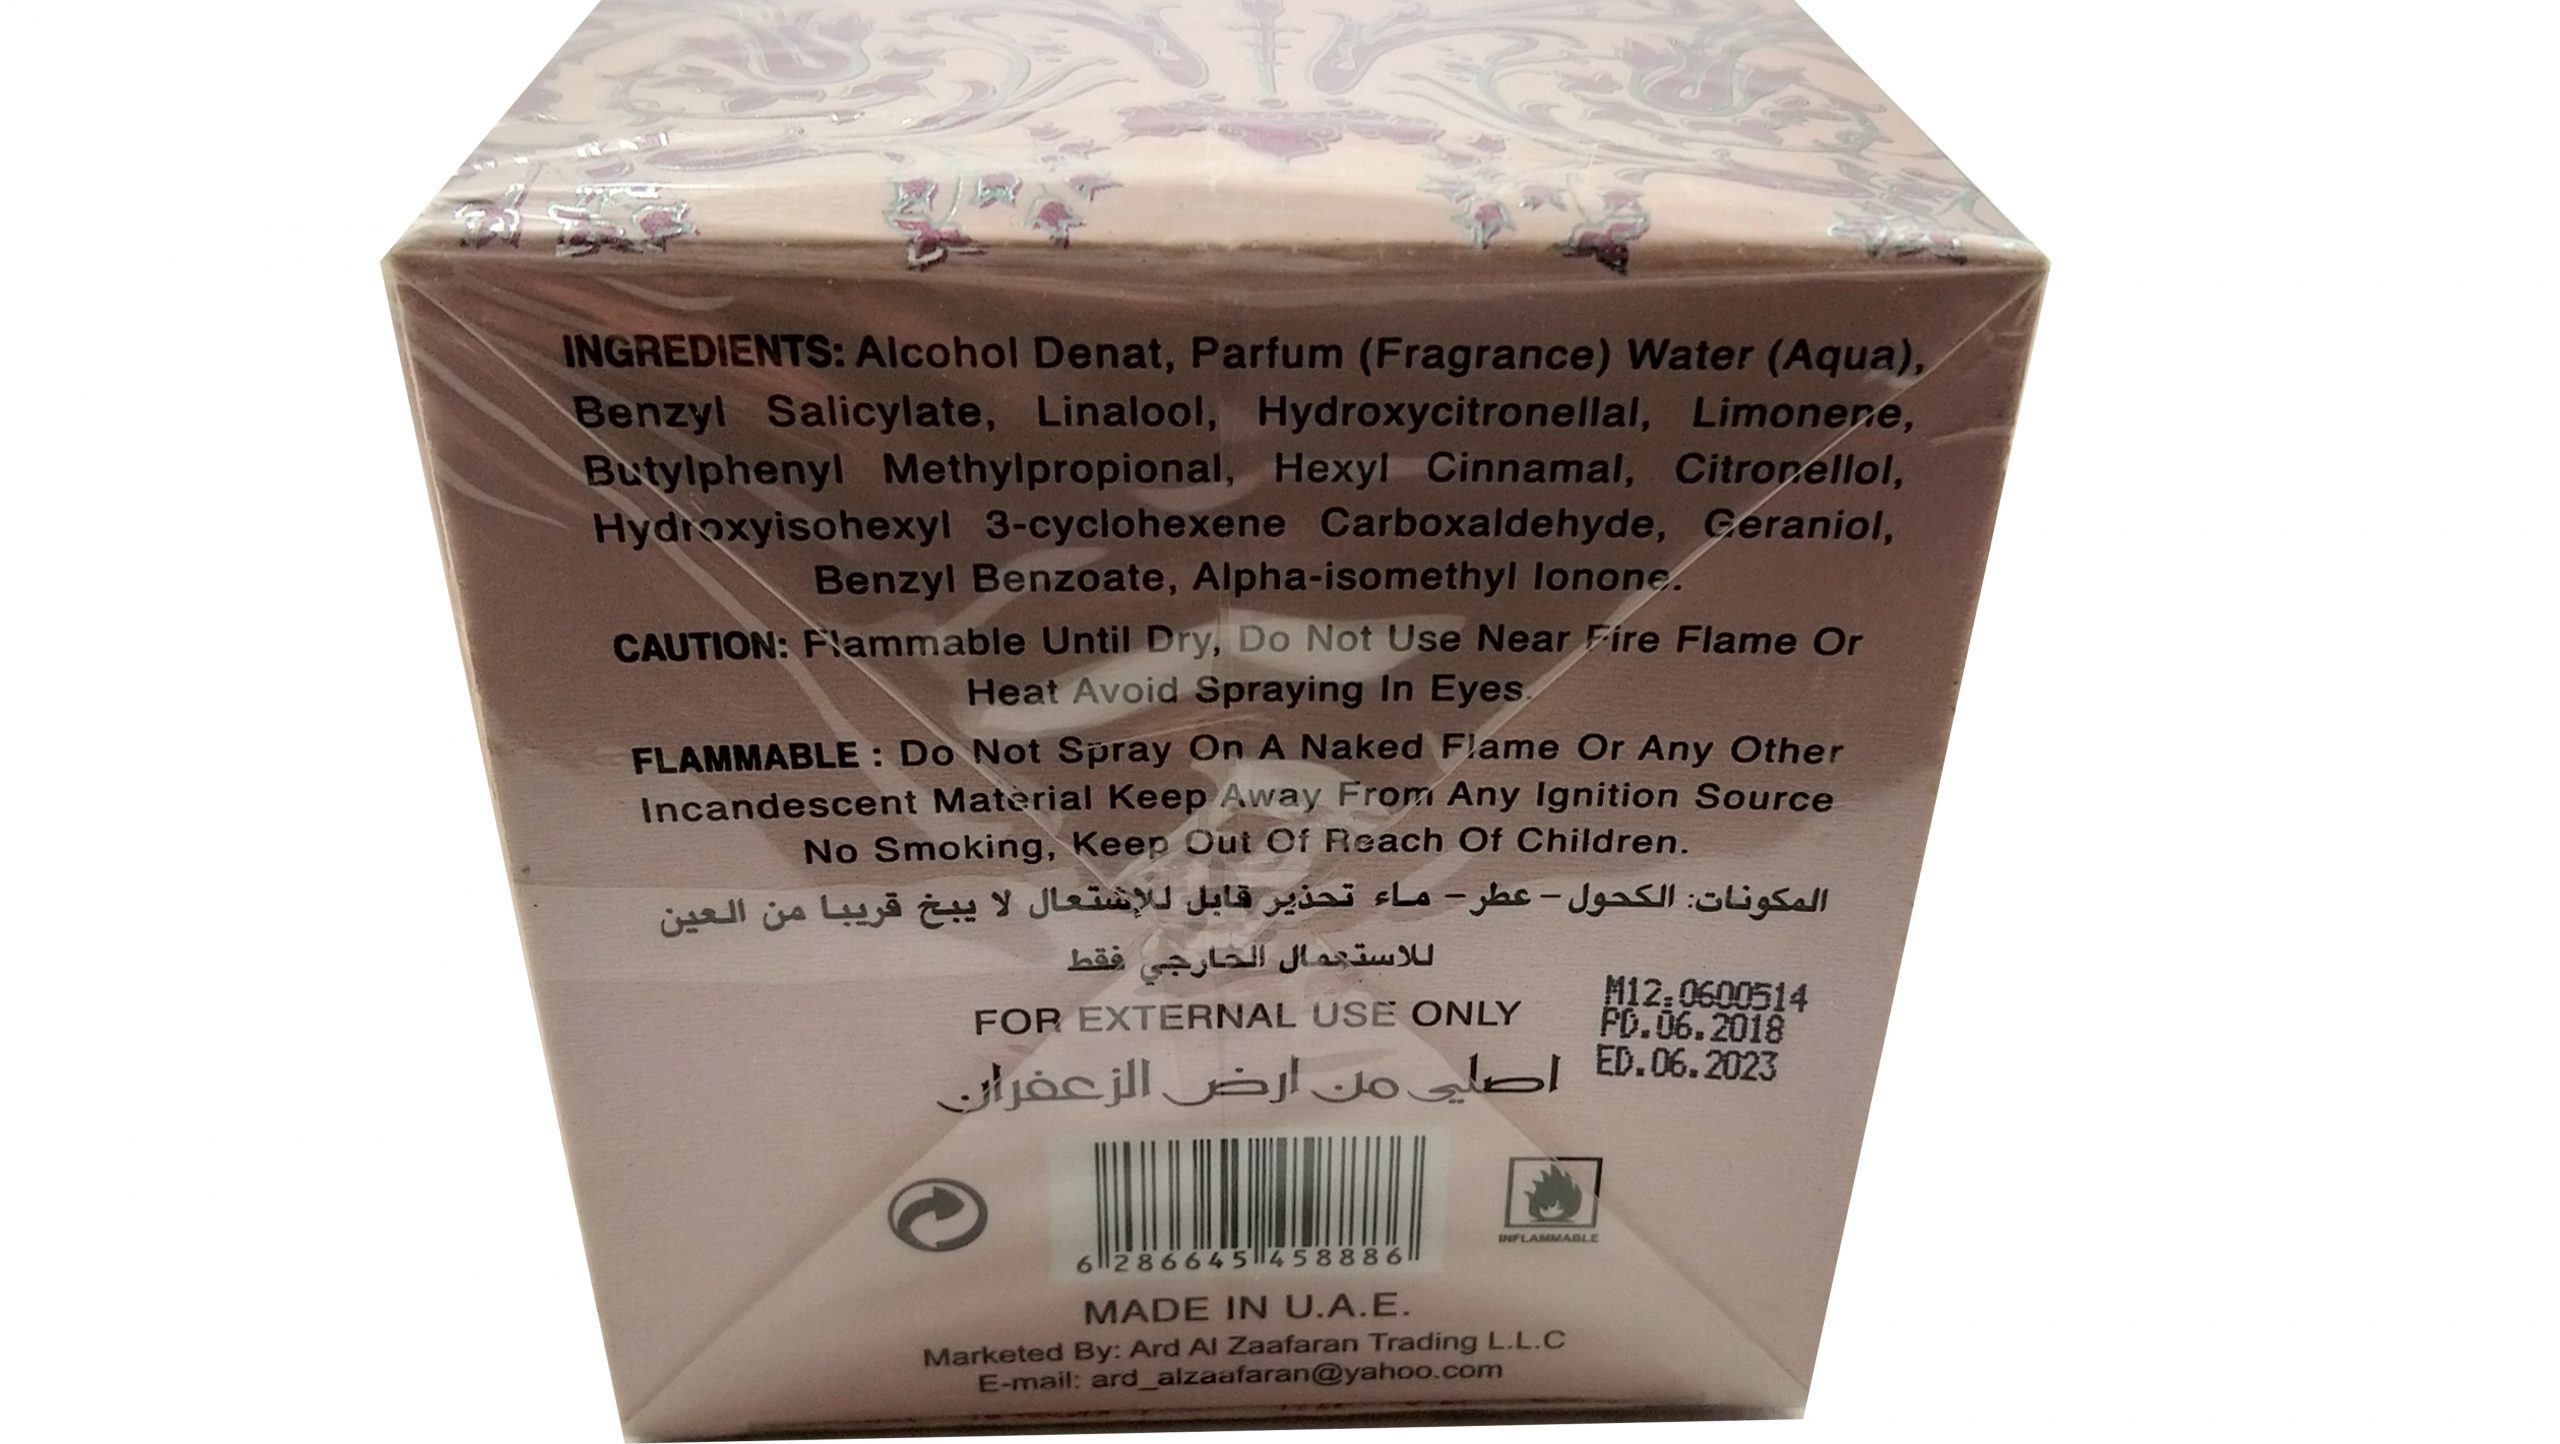 INGREDIENTS: Alcohol Denat, Parfum (Fragrance) Water (Aqua),
Benzyl Salicylate, Linalool, Hydroxycitronellal, Limonene,
Butylphenyl Methylpropional, Hexyl Cinnamal, Citronellol,
Hydroxyisohexyl 3-cyclohexene Carboxaldehyde, Geraniol,
Benzyl Benzoate, Alpha-isomethyl Ionone.
CAUTION: Flammable Until Dry, Do Not Use Near Fire Flame Or
Heat Avoid Spraying In Eyes.
FLAMMABLE : Do Not Spray On A Naked Flame Or Any Other
Incandescent Material Keep Away From Any Ignition Source
No Smoking, Keep Out Of Reach Of Children.
المكونات: الكحول - عطر - ماء تحذير قابل للإشتعال لا يبخ قريبا من العين
للاستعمال الخارجي فقط
FOR EXTERNAL USE ONLY
M12.0600514
PD.06.2018
ED.06.2023
اصلي من ارض الزعفران
6 286645 458886
INFLAMMABLE
MADE IN U.A.E.
Marketed By: Ard Al Zaafaran Trading L.L.C
E-mail: ard_alzaafaran@yahoo.com